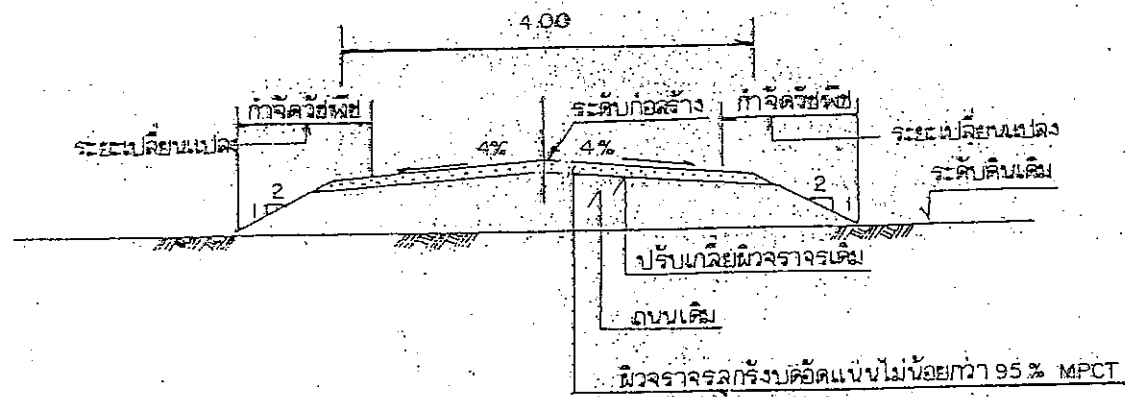 4.00
กำจัดวัชพืช
ระดับก่อสร้าง
กำจัดวัชพืช
ระยะเปลี่ยนแปลง
4%
4%
ระยะเปลี่ยนแปลง
ระดับดินเดิม
2
1
2
1
ปรับเกลี่ยผิวจราจรเดิม
ถนนเดิม
ผิวจราจรลูกรังบดอัดแน่นไม่น้อยกว่า 95 % MPCT